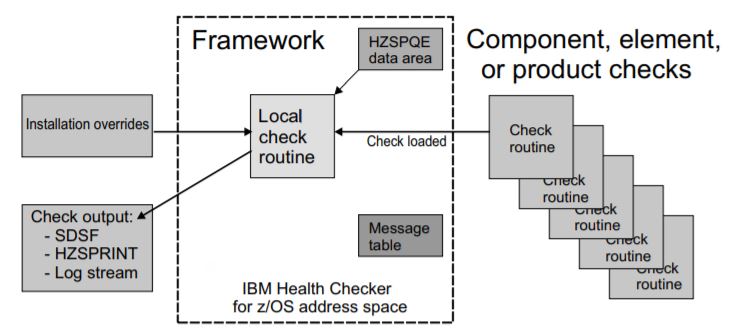 Framework
HZSPQE
data area
Component, element,
or product checks
Installation overrides
Local
check
routine
Check loaded
Check
routine
Check
routine
Check
routine
Check
routine
Check
routine
Check output:
- SDSF
- HZSPRINT
- Log stream
Message
table
IBM Health Checker
for z/OS address space